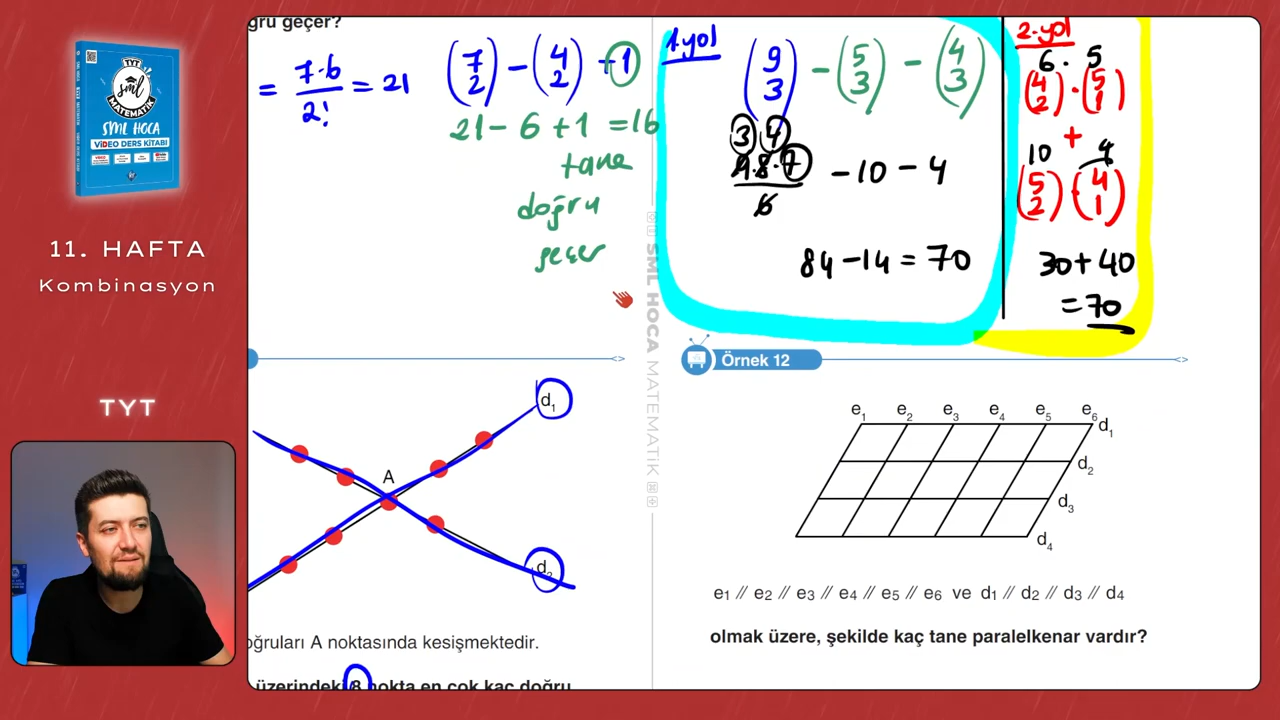 TYT
sml
MATEMATİK
SML HOCA
VİDEO DERS KİTABI
11. HAFTA
Kombinasyon
TYT
ğru geçer?
= 7·6 / 2! = 21
(7 2) - (4 2) + 1
21 - 6 + 1 = 16
tane
doğru
geçer
1.yol
(9 3) - (5 3) - (4 3)
3 4
9·8·7 / 6 - 10 - 4
84 - 14 = 70
2.yol
6 · 5
(4 2) · (5 1)
+
10 4
(5 2) (4 1)
30 + 40
= 70
SML HOCA MATEMATİK
d1
A
d2
oğruları A noktasında kesişmektedir.
üzerindeki 8 nokta en çok kaç doğru
Örnek 12
e1 e2 e3 e4 e5 e6
d1
d2
d3
d4
e1 // e2 // e3 // e4 // e5 // e6 ve d1 // d2 // d3 // d4
olmak üzere, şekilde kaç tane paralelkenar vardır?